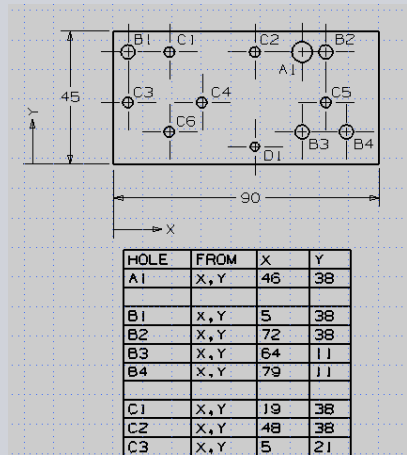 B1 C1 C2 B2
A1
45 C3 C4 C5
C6
Y B3 B4
D1
90
X
HOLE FROM X Y
A1 X,Y 46 38
B1 X,Y 5 38
B2 X,Y 72 38
B3 X,Y 64 11
B4 X,Y 79 11
C1 X,Y 19 38
C2 X,Y 48 38
C3 X,Y 5 21